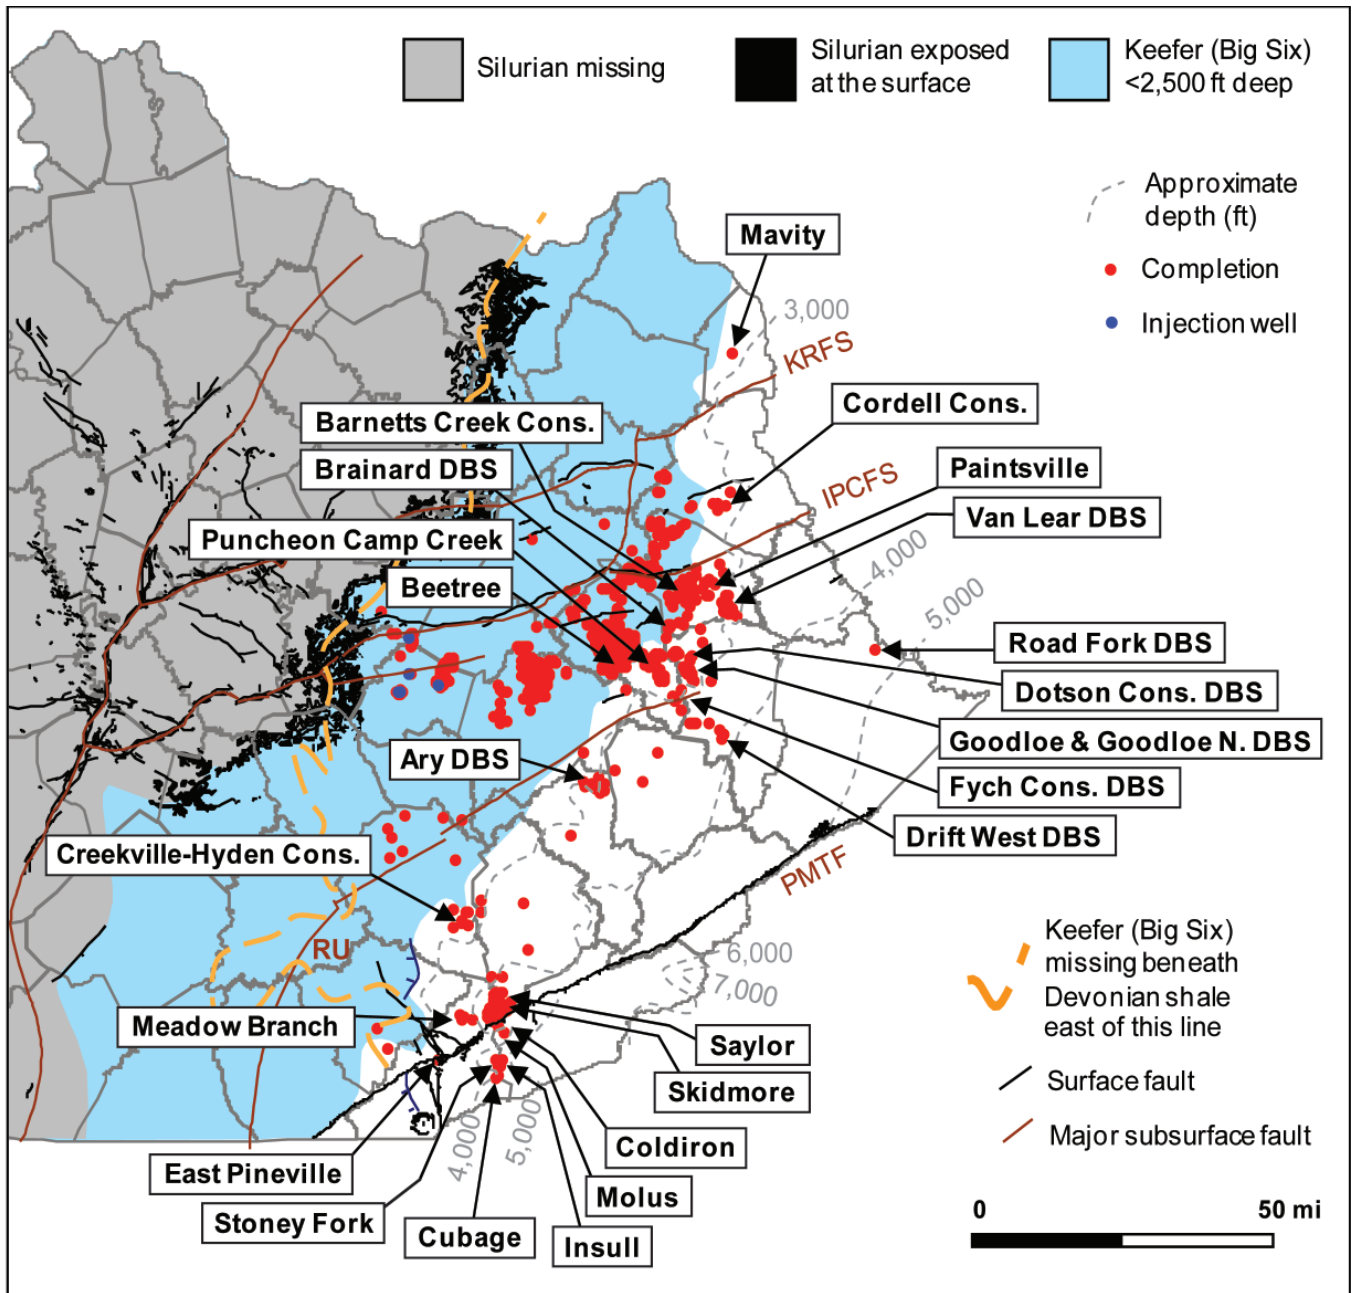 Silurian missing
Silurian exposed
at the surface
Keefer (Big Six)
<2,500 ft deep
Approximate
depth (ft)
Completion
Injection well
Mavity
3,000
KRFS
Cordell Cons.
Barnetts Creek Cons.
Brainard DBS
Paintsville
IPCFS
Van Lear DBS
Puncheon Camp Creek
4,000
Beetree
5,000
Road Fork DBS
Dotson Cons. DBS
Goodloe & Goodloe N. DBS
Ary DBS
Fych Cons. DBS
Drift West DBS
Creekville-Hyden Cons.
PMTF
RU
6,000
7,000
Keefer (Big Six)
missing beneath
Devonian shale
east of this line
Meadow Branch
Saylor
Skidmore
Surface fault
Major subsurface fault
4,000
5,000
Coldiron
East Pineville
Molus
Stoney Fork
Cubage
Insull
0 50 mi